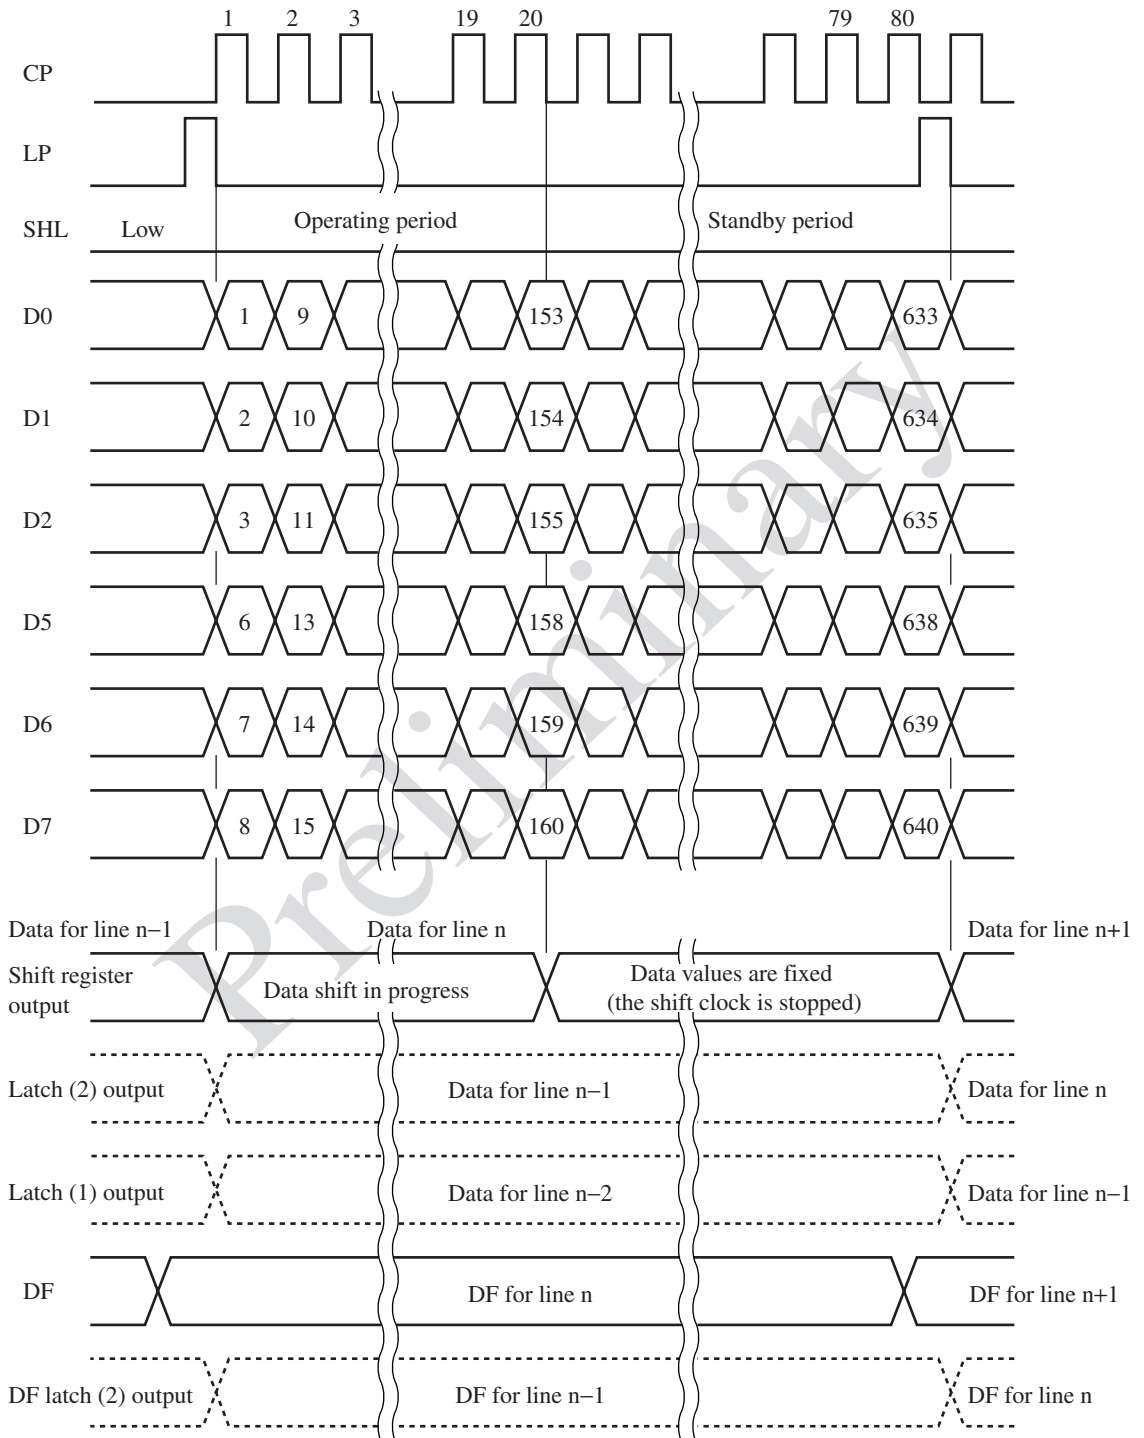 1 2 3 19 20 79 80
CP
LP
SHL Low Operating period Standby period
D0 1 9 153 633
D1 2 10 154 634
D2 3 11 155 635
D5 6 13 158 638
D6 7 14 159 639
D7 8 15 160 640
Data for line n−1 Data for line n Data for line n+1
Shift register output Data shift in progress Data values are fixed (the shift clock is stopped)
Latch (2) output Data for line n−1 Data for line n
Latch (1) output Data for line n−2 Data for line n−1
DF DF for line n DF for line n+1
DF latch (2) output DF for line n−1 DF for line n
Preliminary